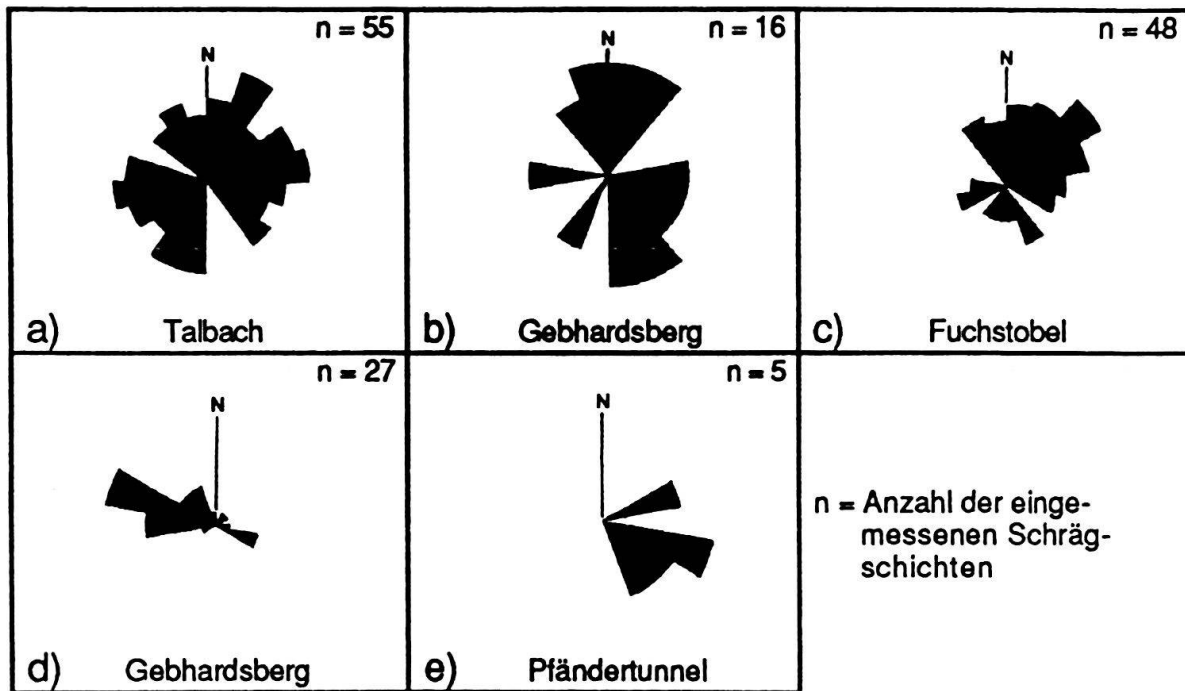 n = 55
N
a) Talbach
n = 16
N
b) Gebhardsberg
n = 48
N
c) Fuchstobel
n = 27
N
d) Gebhardsberg
n = 5
N
e) Pfändertunnel
n = Anzahl der einge-
messenen Schräg-
schichten